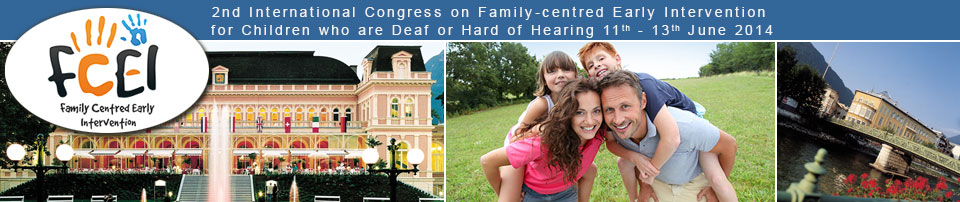 2nd International Congress on Family-centred Early Intervention
for Children who are Deaf or Hard of Hearing 11th - 13th June 2014
FCEI
Family Centred Early
Intervention